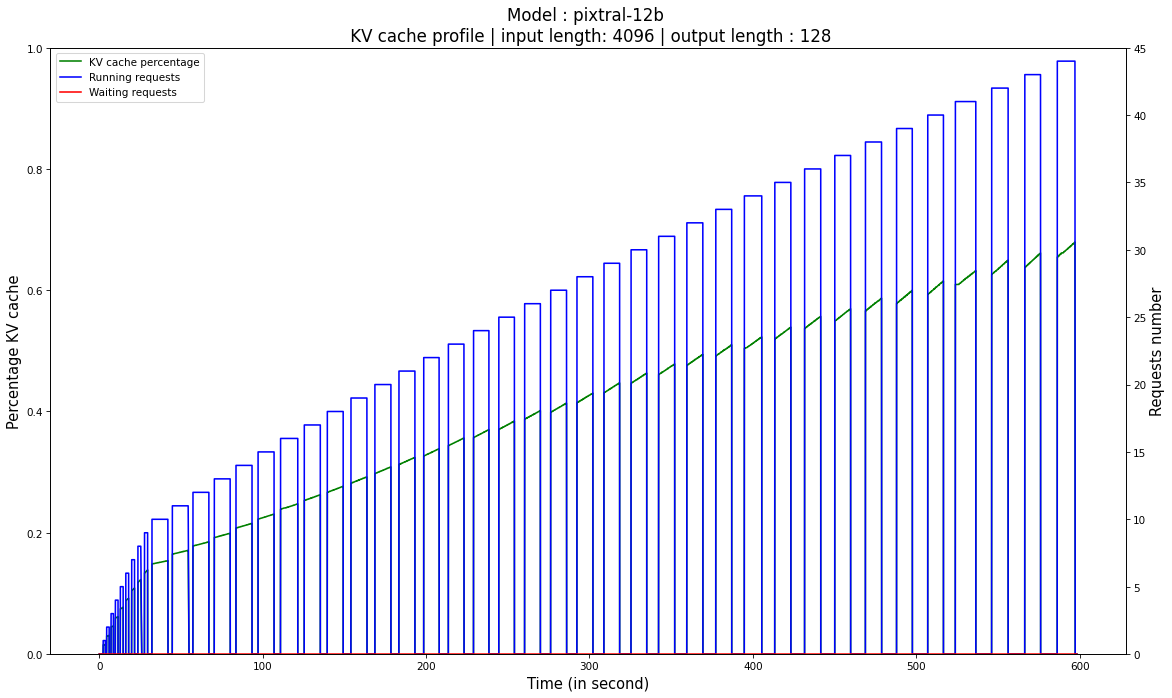 Model : pixtral-12b
KV cache profile | input length: 4096 | output length : 128
KV cache percentage
Running requests
Waiting requests
1.0
0.8
0.6
0.4
0.2
0.0
Percentage KV cache
45
40
35
30
25
20
15
10
5
0
Requests number
0 100 200 300 400 500 600
Time (in second)